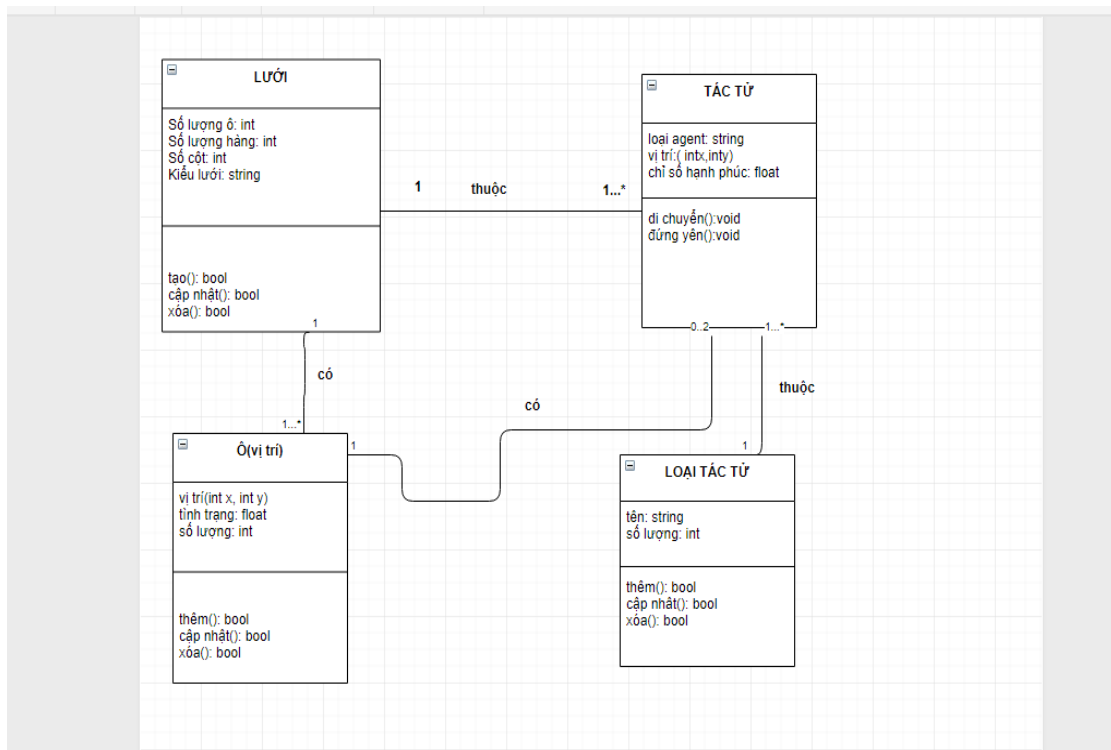 LƯỚI
Số lượng ô: int
Số lượng hàng: int
Số cột: int
Kiểu lưới: string
tạo(): bool
cập nhật(): bool
xóa(): bool
1
1 thuộc 1...*
TÁC TỬ
loại agent: string
vị trí:( intx,inty)
chỉ số hạnh phúc: float
di chuyển():void
đứng yên():void
0..2
1...*
có
có
thuộc
1...*
1
1
Ô(vị trí)
vị trí(int x, int y)
tình trạng: float
số lượng: int
thêm(): bool
cập nhật(): bool
xóa(): bool
LOẠI TÁC TỬ
tên: string
số lượng: int
thêm(): bool
cập nhât(): bool
xóa(): bool